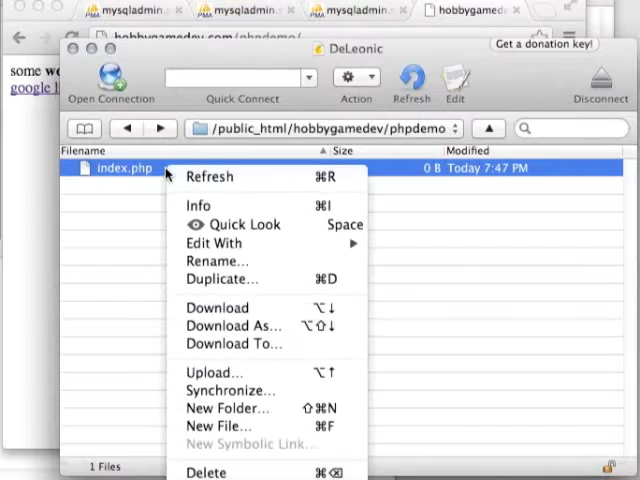 mysqladmin.
mysqladmin.
mysqladmin.
hobbygamed
hobbygamedev.com/phpdemo/
DeLeonic
Get a donation key!
some w
google l
Open Connection
Quick Connect
Action
Refresh
Edit
Disconnect
/public_html/hobbygamedev/phpdemo
Filename
Size
Modified
index.php
0 B Today 7:47 PM
Refresh ⌘R
Info ⌘I
Quick Look Space
Edit With
Rename...
Duplicate... ⌘D
Download ⌥↓
Download As... ⌥⇧↓
Download To...
Upload... ⌥↑
Synchronize...
New Folder... ⇧⌘N
New File... ⌘F
New Symbolic Link...
Delete ⌘⌫
1 Files